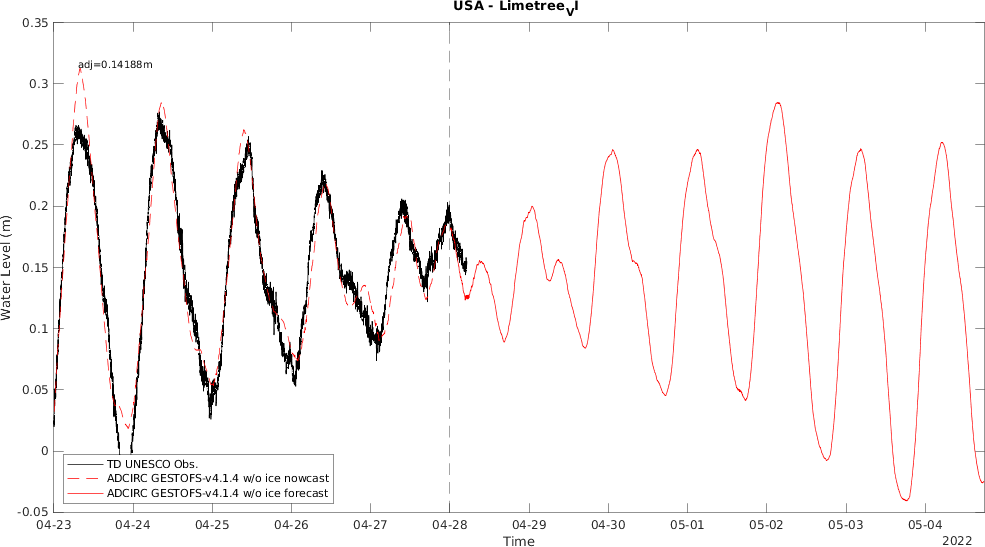 USA - Limetree_VI
0.35
adj=0.14188m
0.3
0.25
0.2
0.15
0.1
0.05
0
-0.05
Water Level (m)
TD UNESCO Obs.
ADCIRC GESTOFS-v4.1.4 w/o ice nowcast
ADCIRC GESTOFS-v4.1.4 w/o ice forecast
04-23 04-24 04-25 04-26 04-27 04-28 04-29 04-30 05-01 05-02 05-03 05-04
Time
2022